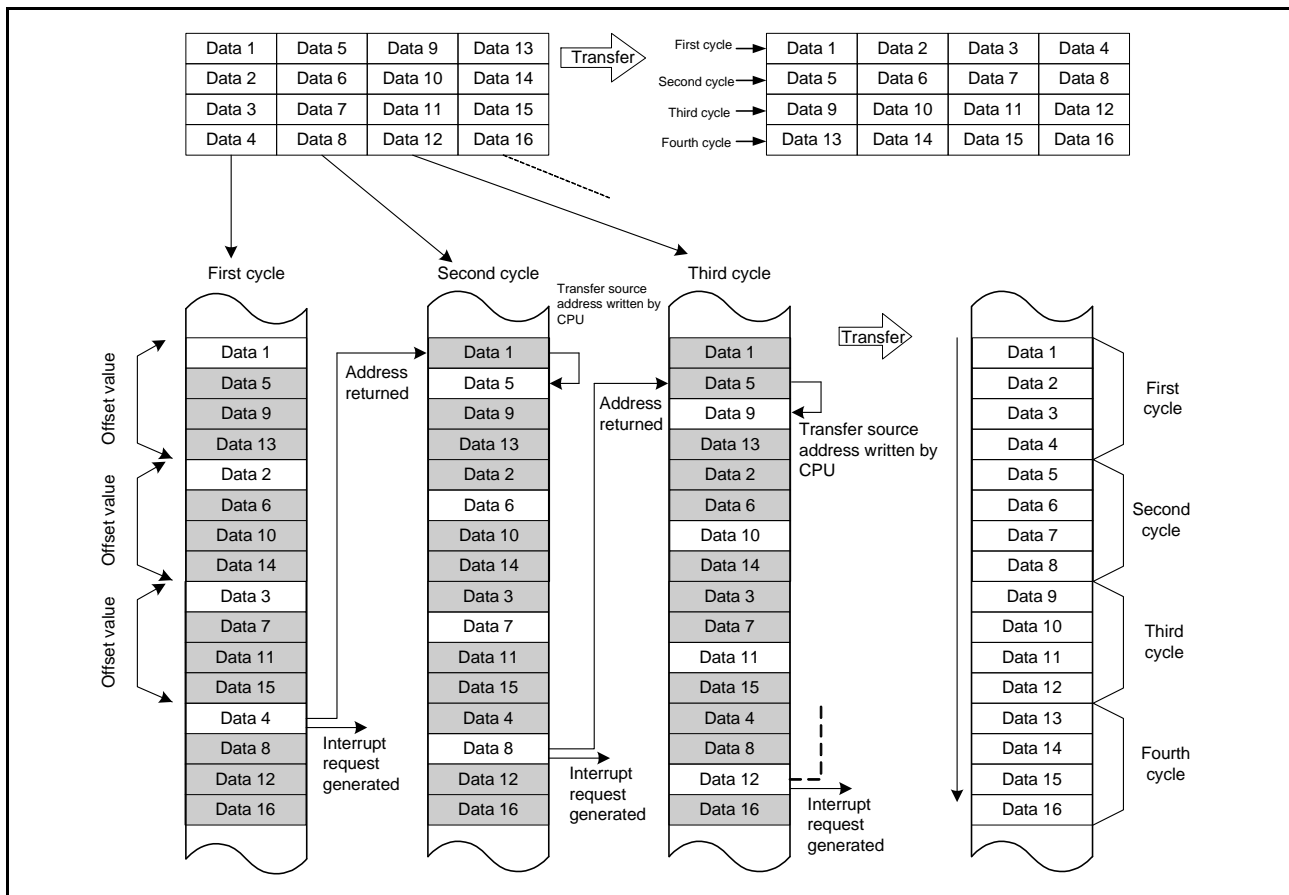 Data 1 Data 5 Data 9 Data 13
Data 2 Data 6 Data 10 Data 14
Data 3 Data 7 Data 11 Data 15
Data 4 Data 8 Data 12 Data 16
Transfer
First cycle Data 1 Data 2 Data 3 Data 4
Second cycle Data 5 Data 6 Data 7 Data 8
Third cycle Data 9 Data 10 Data 11 Data 12
Fourth cycle Data 13 Data 14 Data 15 Data 16
First cycle
Offset value
Offset value
Offset value
Data 1
Data 5
Data 9
Data 13
Data 2
Data 6
Data 10
Data 14
Data 3
Data 7
Data 11
Data 15
Data 4
Data 8
Data 12
Data 16
Address
returned
Interrupt
request
generated
Second cycle
Transfer source
address written by
CPU
Data 1
Data 5
Data 9
Data 13
Data 2
Data 6
Data 10
Data 14
Data 3
Data 7
Data 11
Data 15
Data 4
Data 8
Data 12
Data 16
Address
returned
Interrupt
request
generated
Third cycle
Data 1
Data 5
Data 9
Data 13
Data 2
Data 6
Data 10
Data 14
Data 3
Data 7
Data 11
Data 15
Data 4
Data 8
Data 12
Data 16
Transfer source
address written by
CPU
Interrupt
request
generated
Transfer
Data 1
Data 2
Data 3
Data 4
Data 5
Data 6
Data 7
Data 8
Data 9
Data 10
Data 11
Data 12
Data 13
Data 14
Data 15
Data 16
First
cycle
Second
cycle
Third
cycle
Fourth
cycle